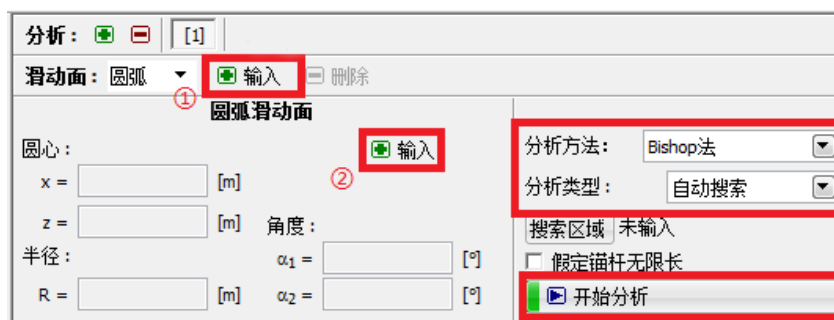 分析: [1]
滑动面: 圆弧 输入 删除
①
圆弧滑动面
圆心: 输入
②
x = [m]
z = [m] 角度:
半径: α1 = [°]
R = [m] α2 = [°]
分析方法: Bishop法
分析类型: 自动搜索
搜索区域 未输入
假定锚杆无限长
开始分析